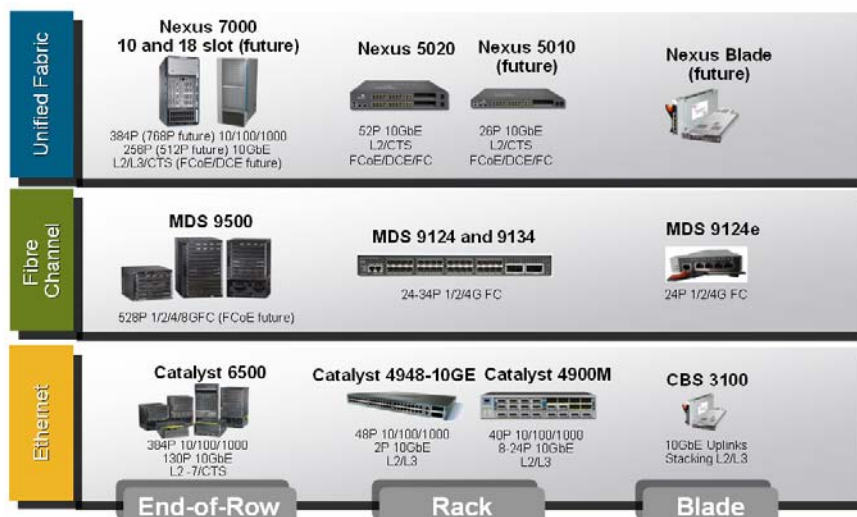 Unified Fabric
Nexus 7000
10 and 18 slot (future)
384P (768P future) 10/100/1000
256P (512P future) 10GbE
L2/L3/CTS (FCoE/DCE future)
Nexus 5020
52P 10GbE
L2/CTS
FCoE/DCE/FC
Nexus 5010
(future)
26P 10GbE
L2/CTS
FCoE/DCE/FC
Nexus Blade
(future)
Fibre
Channel
MDS 9500
528P 1/2/4/8GFC (FCoE future)
MDS 9124 and 9134
24-34P 1/2/4G FC
MDS 9124e
24P 1/2/4G FC
Ethernet
Catalyst 6500
384P 10/100/1000
130P 10GbE
L2 -7/CTS
Catalyst 4948-10GE
48P 10/100/1000
2P 10GbE
L2/L3
Catalyst 4900M
40P 10/100/1000
8-24P 10GbE
L2/L3
CBS 3100
10GbE Uplinks
Stacking L2/L3
End-of-Row
Rack
Blade